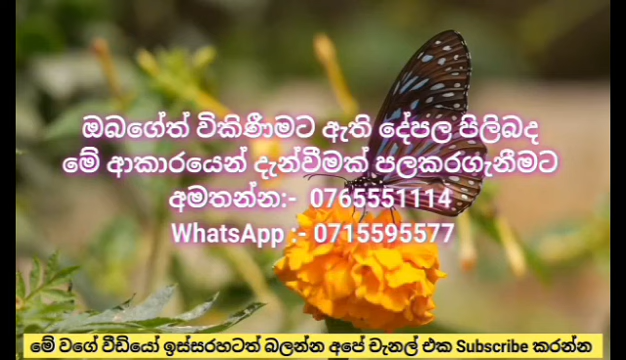 ඔබගේත් විකිණීමට ඇති දේපල පිලිබද
මේ ආකාරයෙන් දැන්වීමක් පලකරගැනීමට
අමතන්න:- 0765551114
WhatsApp :- 0715595577
මේ වගේ වීඩියෝ ඉස්සරහටත් බලන්න අපේ චැනල් එක Subscribe කරන්න